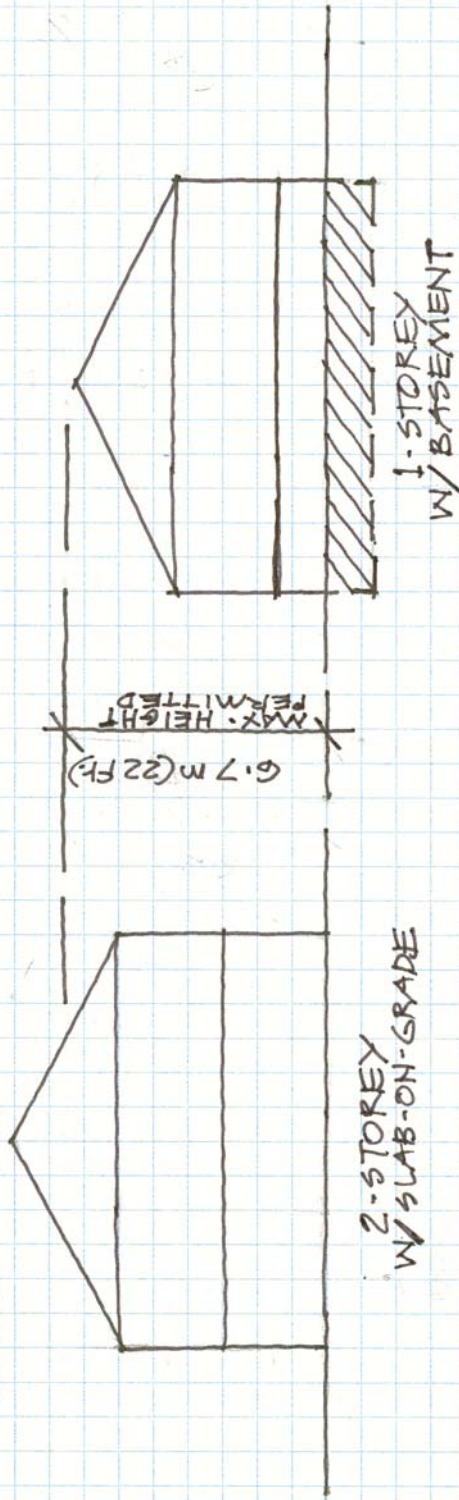 2-STOREY
W/SLAB-ON-GRADE
6.7 m (22 Ft.)
MAX. HEIGHT
PERMITTED
1-STOREY
W/ BASEMENT